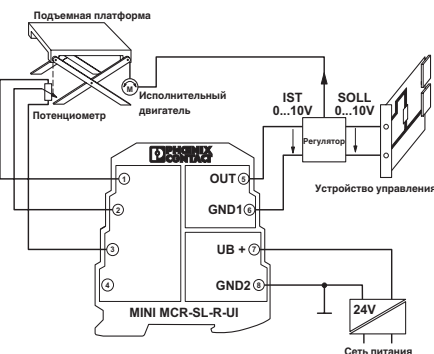 Подъемная платформа
M
Исполнительный
двигатель
Потенциометр
IST
0...10V
SOLL
0...10V
Регулятор
Устройство управления
PHŒNIX
CONTACT
1
OUT 5
2
GND1 6
3
UB + 7
4
GND2 8
MINI MCR-SL-R-UI
24V
Сеть питания